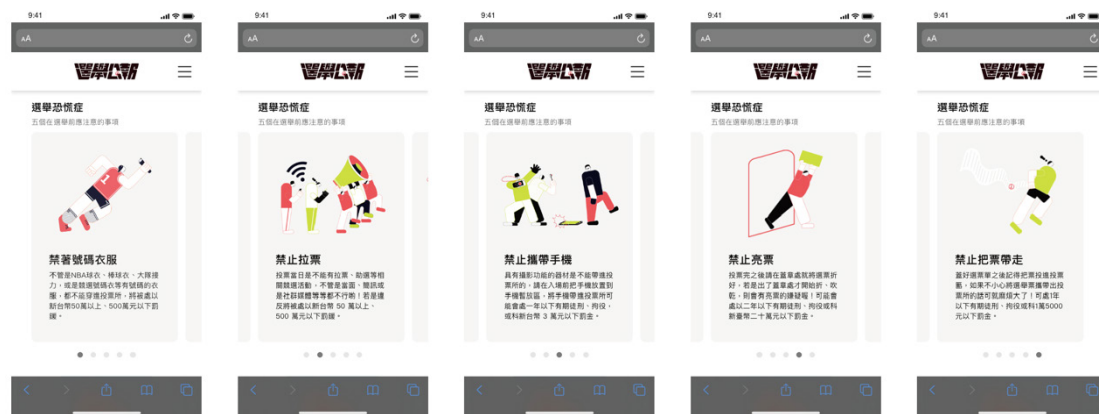 9:41
AA
選舉恐慌症
五個在選舉前應注意的事項
禁著號碼衣服
不管是NBA球衣、棒球衣、大隊接
力，或是競選號碼衣等有號碼的衣
服，都不能穿進投票所，將被處以
新台幣50萬以上、500萬元以下罰
鍰。
9:41
AA
選舉恐慌症
五個在選舉前應注意的事項
禁止拉票
投票當日是不能有拉票、助選等相
關競選活動，不管是當面、簡訊或
是社群媒體等等都不行喲！若是違
反將被處以新台幣 50 萬以上、
500 萬元以下罰鍰。
9:41
AA
選舉恐慌症
五個在選舉前應注意的事項
禁止攜帶手機
具有攝影功能的器材是不能帶進投
票所的，請在入場前把手機放置到
手機暫放區，將手機帶進投票所可
能會處一年以下有期徒刑、拘役、
或科新台幣 3 萬元以下罰金。
9:41
AA
選舉恐慌症
五個在選舉前應注意的事項
禁止亮票
投票完之後請在蓋章處就將選票折
好，若是出了蓋章處才開始折、吹
乾，則會有亮票的嫌疑喔！可能會
處以二年以下有期徒刑、拘役或科
新臺幣二十萬元以下罰金。
9:41
AA
選舉恐慌症
五個在選舉前應注意的事項
禁止把票帶走
蓋好選票單之後記得把票投進投票
匭，如果不小心將選舉票攜帶出投
票所的話可就麻煩大了！可處1年
以下有期徒刑、拘役或科1萬5000
元以下罰金。